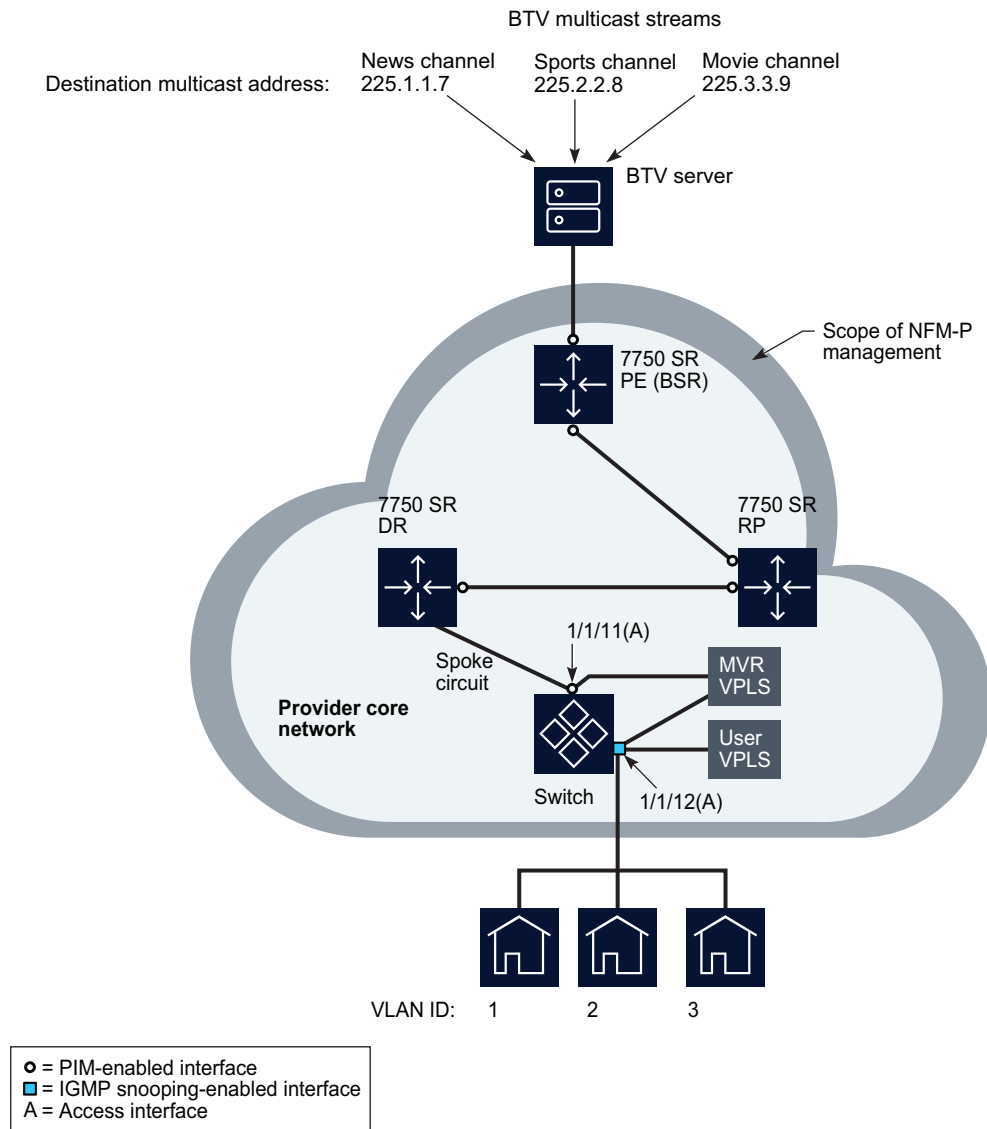 BTV multicast streams
Destination multicast address:
News channel
225.1.1.7
Sports channel
225.2.2.8
Movie channel
225.3.3.9
BTV server
Scope of NFM-P
management
7750 SR
PE (BSR)
7750 SR
DR
7750 SR
RP
1/1/11(A)
Spoke
circuit
MVR
VPLS
Provider core
network
User
VPLS
Switch
1/1/12(A)
VLAN ID: 1 2 3
= PIM-enabled interface
= IGMP snooping-enabled interface
A = Access interface